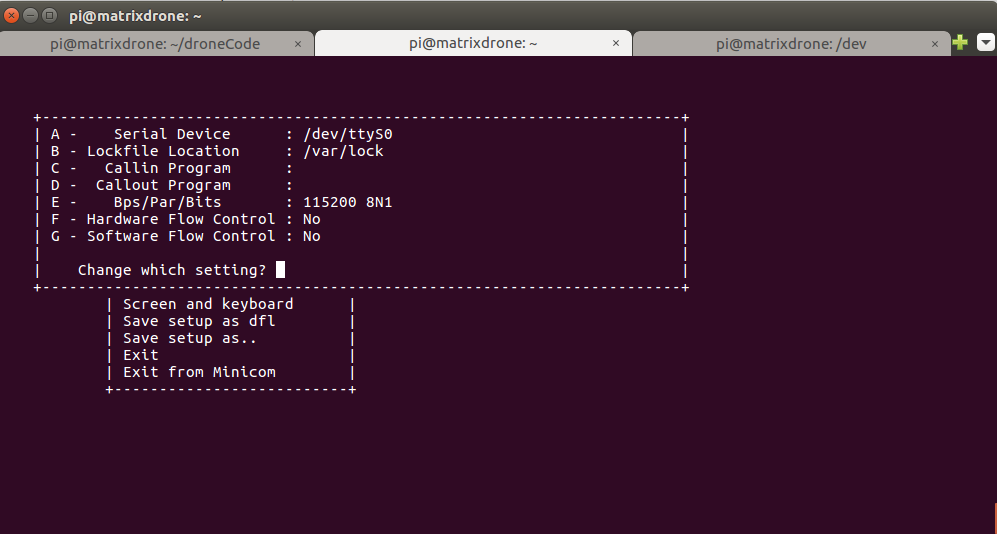 pi@matrixdrone: ~
pi@matrixdrone: ~/droneCode × pi@matrixdrone: ~ × pi@matrixdrone: /dev ×
+-----------------------------------------------------------------------+
| A -    Serial Device      : /dev/ttyS0                                |
| B - Lockfile Location     : /var/lock                                 |
| C -   Callin Program      :                                           |
| D -  Callout Program      :                                           |
| E -    Bps/Par/Bits       : 115200 8N1                                |
| F - Hardware Flow Control : No                                        |
| G - Software Flow Control : No                                        |
|                                                                       |
|    Change which setting?                                              |
+-----------------------------------------------------------------------+
        | Screen and keyboard      |
        | Save setup as dfl        |
        | Save setup as..          |
        | Exit                     |
        | Exit from Minicom        |
        +--------------------------+